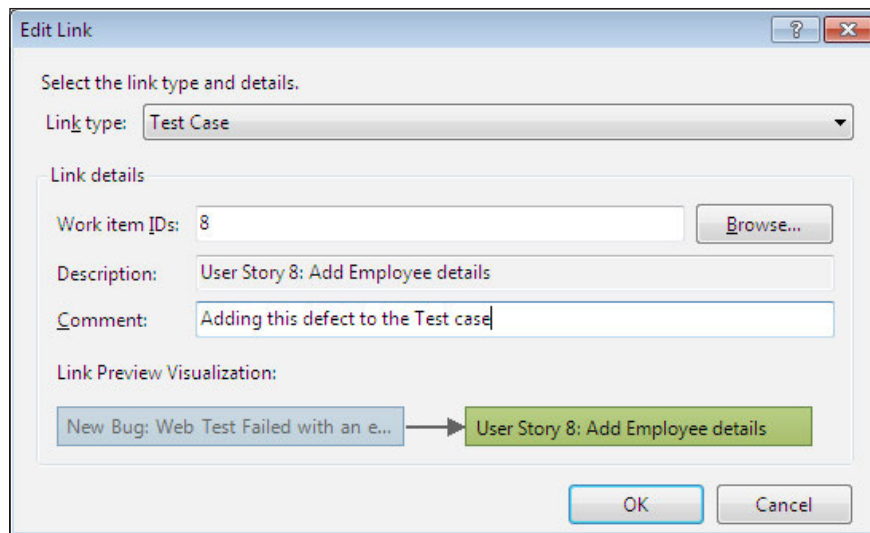 Edit Link
?
Select the link type and details.
Link type: Test Case
Link details
Work item IDs: 8 Browse...
Description: User Story 8: Add Employee details
Comment: Adding this defect to the Test case
Link Preview Visualization:
New Bug: Web Test Failed with an e... User Story 8: Add Employee details
OK Cancel